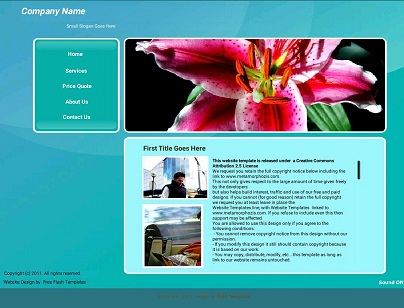 Company Name
Small Slogan Goes Here
Home
Services
Price Quote
About Us
Contact Us
First Title Goes Here
This website template is released under a Creative Commons
Attribution 2.5 License
We request you retain the full copyright notice below including the
link to www.metamorphozis.com.
This not only gives respect to the large amount of time given freely
by the developers
but also helps build interest, traffic and use of our free and paid
designs. If you cannot (for good reason) retain the full copyright
we request you at least leave in place the
Website Templates line with Website Templates linked to
www.metamorphozis.com. If you refuse to include even this then
support may be affected.
You are allowed to use this design only if you agree to the
following conditions:
- You cannot remove copyright notice from this design without our
permission.
- If you modify this design it still should contain copyright because
it is based on our work.
- You may copy, distribute, modify, etc., this template as long as
link to our website remains untouched.
Copyright (c) 2011. All rights reserved.
Website Design by Free Flash Templates
Sound ON